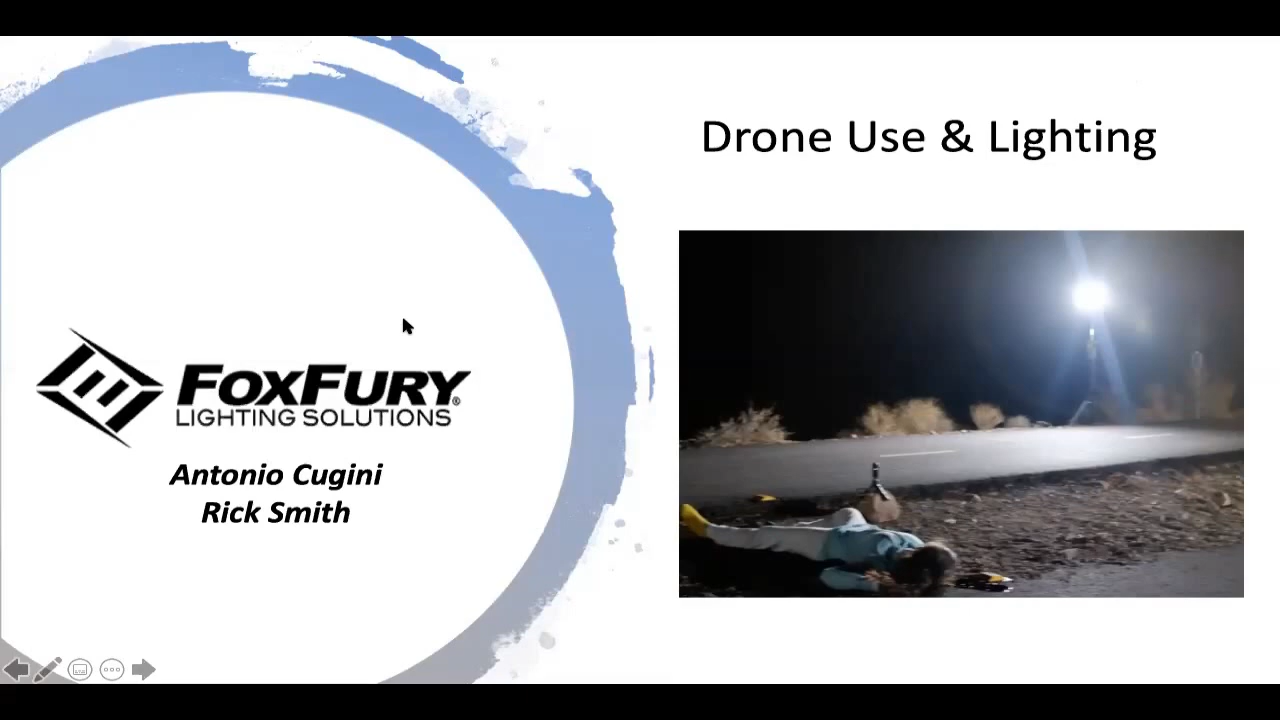 Drone Use & Lighting
FOXFURY®
LIGHTING SOLUTIONS
Antonio Cugini
Rick Smith